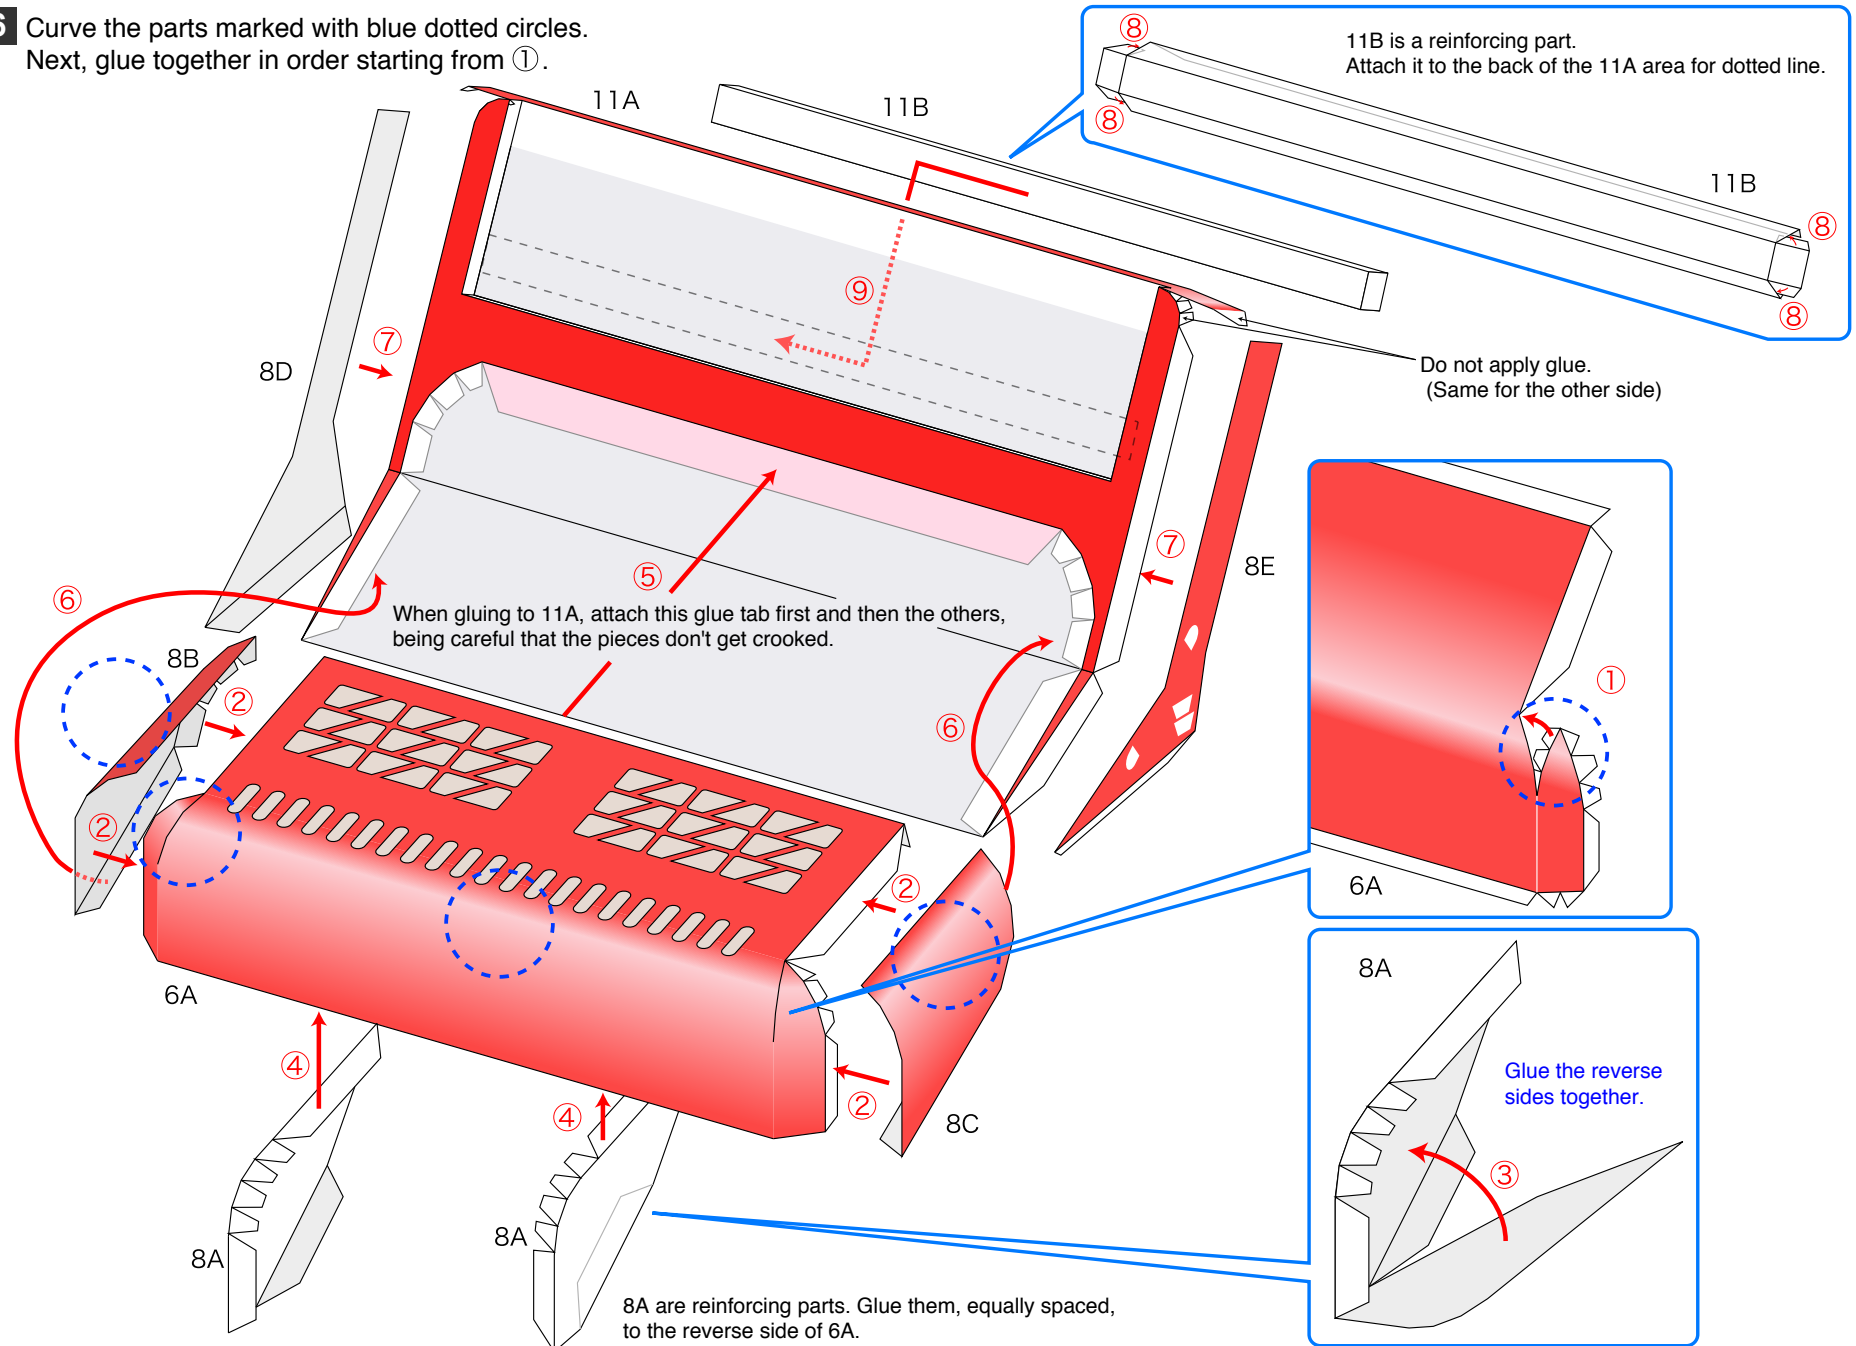 6 Curve the parts marked with blue dotted circles.
Next, glue together in order starting from ①.
11A
11B
⑧
11B is a reinforcing part.
Attach it to the back of the 11A area for dotted line.
⑧
11B
⑧
⑧
⑨
⑦
8D
Do not apply glue.
(Same for the other side)
⑦
8E
⑤
⑥
When gluing to 11A, attach this glue tab first and then the others,
being careful that the pieces don't get crooked.
8B
②
⑥
①
②
②
6A
6A
④
④
②
8C
8A
Glue the reverse
sides together.
③
8A
8A
8A are reinforcing parts. Glue them, equally spaced,
to the reverse side of 6A.